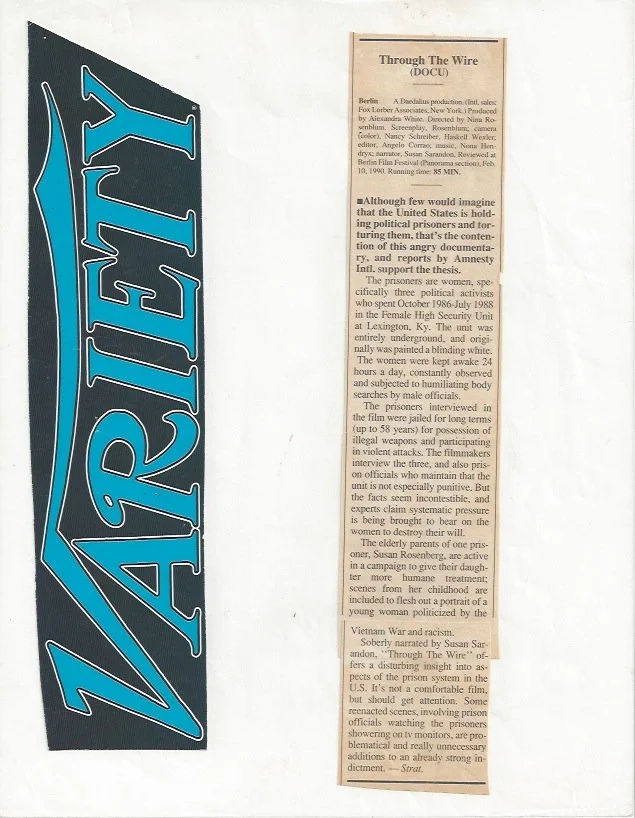 VARIETY
Through The Wire
(DOCU)
Berlin A Daedalus production. (Intl. sales:
Fox Lorber Associates, New York.) Produced
by Alexandra White. Directed by Nina Ro-
senblum. Screenplay, Rosenblum; camera
(color), Nancy Schreiber, Haskell Wexler;
editor, Angelo Corrao; music, Nona Hen-
dryx; narrator, Susan Sarandon. Reviewed at
Berlin Film Festival (Panorama section), Feb.
10, 1990. Running time: 85 MIN.
■Although few would imagine
that the United States is hold-
ing political prisoners and tor-
turing them, that's the conten-
tion of this angry documenta-
ry, and reports by Amnesty
Intl. support the thesis.
The prisoners are women, spe-
cifically three political activists
who spent October 1986-July 1988
in the Female High Security Unit
at Lexington, Ky. The unit was
entirely underground, and origi-
nally was painted a blinding white.
The women were kept awake 24
hours a day, constantly observed
and subjected to humiliating body
searches by male officials.
The prisoners interviewed in
the film were jailed for long terms
(up to 58 years) for possession of
illegal weapons and participating
in violent attacks. The filmmakers
interview the three, and also pris-
on officials who maintain that the
unit is not especially punitive. But
the facts seem incontestible, and
experts claim systematic pressure
is being brought to bear on the
women to destroy their will.
The elderly parents of one pris-
oner, Susan Rosenberg, are active
in a campaign to give their daugh-
ter more humane treatment;
scenes from her childhood are
included to flesh out a portrait of a
young woman politicized by the
Vietnam War and racism.
Soberly narrated by Susan Sar-
andon, "Through The Wire" of-
fers a disturbing insight into as-
pects of the prison system in the
U.S. It's not a comfortable film,
but should get attention. Some
reenacted scenes, involving prison
officials watching the prisoners
showering on tv monitors, are pro-
blematical and really unnecessary
additions to an already strong in-
dictment. — Strat.